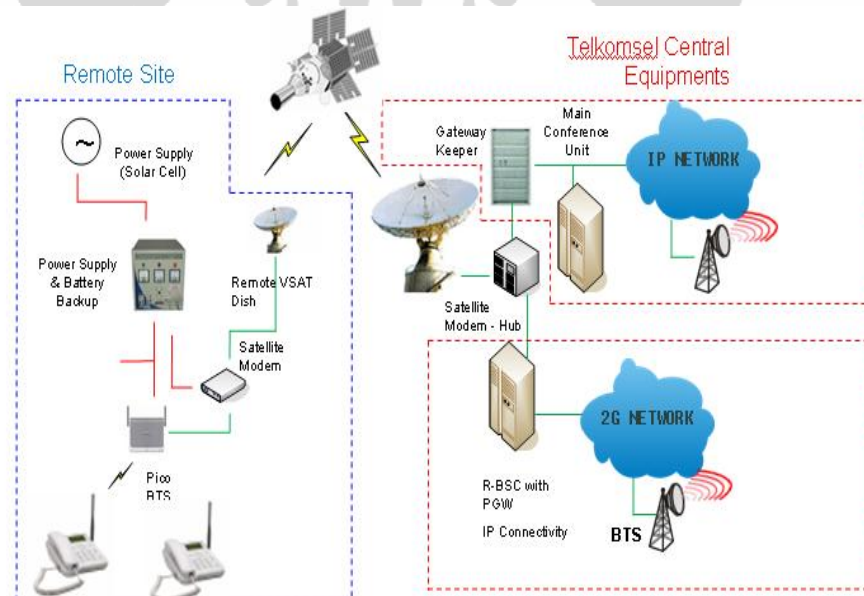 Remote Site
Telkomsel Central
Equipments
Power Supply
(Solar Cell)
Gateway
Keeper
Main
Conference
Unit
IP NETWORK
Power Supply
& Battery
Backup
Remote VSAT
Dish
Satellite
Modem
Satellite
Modem - Hub
2G NETWORK
Pico
BTS
R-BSC with
PGW
IP Connectivity
BTS